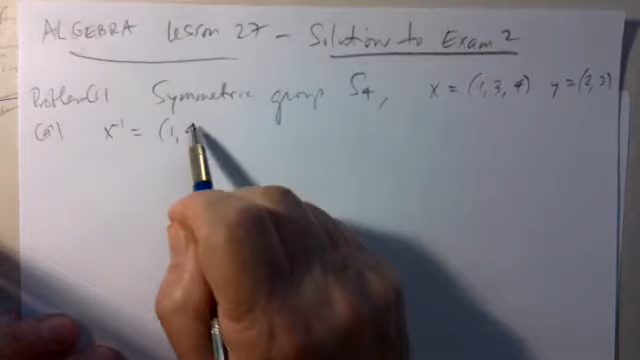 ALGEBRA Lesson 27 - Solution to Exam 2
Problem 1 Symmetric group S4, x = (1, 3, 4) y = (2, 3)
(a) x⁻¹ = (1, 4